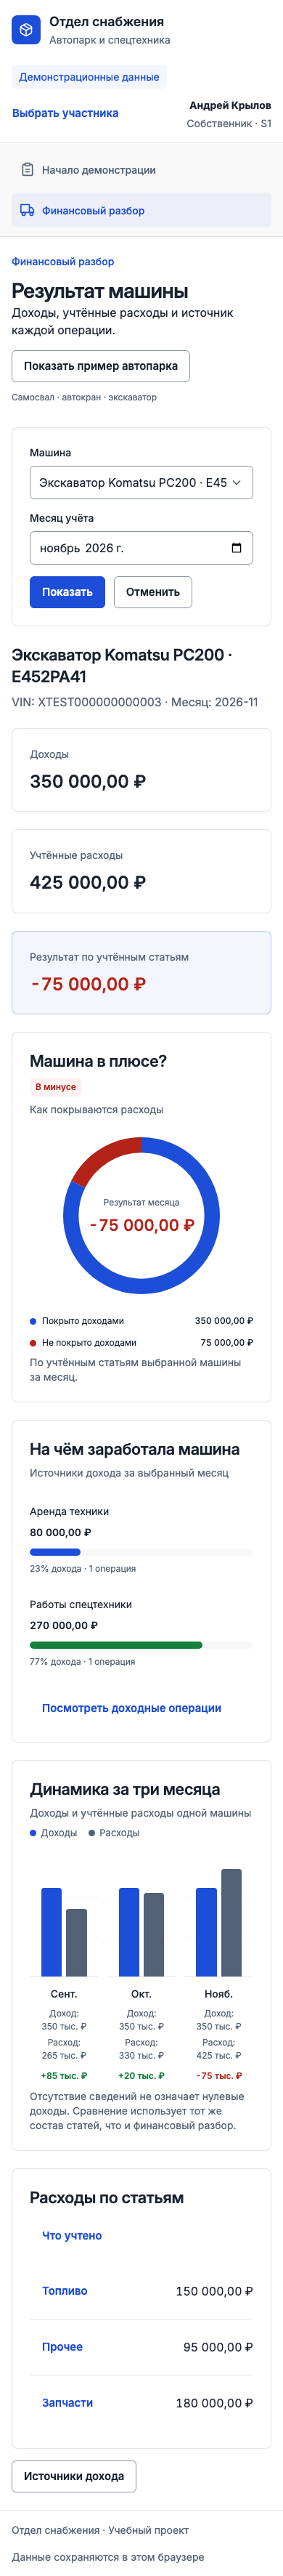 Отдел снабжения
Автопарк и спецтехника
Демонстрационные данные
Выбрать участника
Андрей Крылов
Собственник · S1
Начало демонстрации
Финансовый разбор
Финансовый разбор
Результат машины
Доходы, учтённые расходы и источник
каждой операции.
Показать пример автопарка
Самосвал · автокран · экскаватор
Машина
Экскаватор Komatsu PC200 · E45
Месяц учёта
ноябрь 2026 г.
Показать
Отменить
Экскаватор Komatsu PC200 ·
E452PA41
VIN: XTEST000000000003 · Месяц: 2026-11
Доходы
350 000,00 ₽
Учтённые расходы
425 000,00 ₽
Результат по учтённым статьям
-75 000,00 ₽
Машина в плюсе?
В минусе
Как покрываются расходы
Результат месяца
-75 000,00 ₽
Покрыто доходами 350 000,00 ₽
Не покрыто доходами 75 000,00 ₽
По учтённым статьям выбранной машины
за месяц.
На чём заработала машина
Источники дохода за выбранный месяц
Аренда техники
80 000,00 ₽
23% дохода · 1 операция
Работы спецтехники
270 000,00 ₽
77% дохода · 1 операция
Посмотреть доходные операции
Динамика за три месяца
Доходы и учтённые расходы одной машины
Доходы Расходы
Сент. Окт. Нояб.
Доход: Доход: Доход:
350 тыс. ₽ 350 тыс. ₽ 350 тыс. ₽
Расход: Расход: Расход:
265 тыс. ₽ 330 тыс. ₽ 425 тыс. ₽
+85 тыс. ₽ +20 тыс. ₽ -75 тыс. ₽
Отсутствие сведений не означает нулевые
доходы. Сравнение использует тот же
состав статей, что и финансовый разбор.
Расходы по статьям
Что учтено
Топливо 150 000,00 ₽
Прочее 95 000,00 ₽
Запчасти 180 000,00 ₽
Источники дохода
Отдел снабжения · Учебный проект
Данные сохраняются в этом браузере